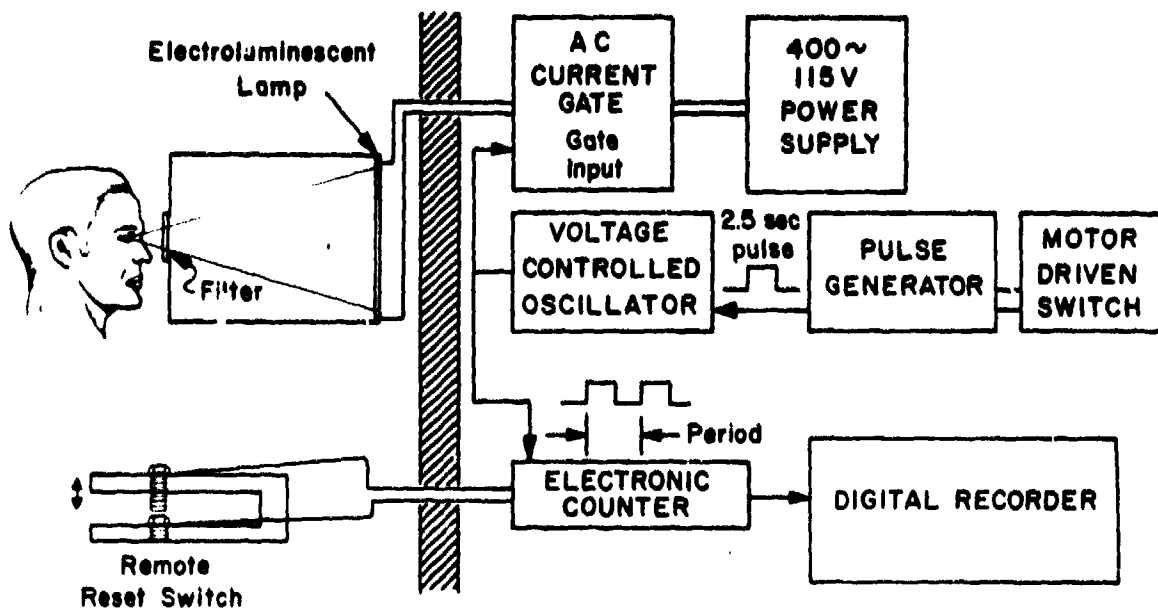 Electroluminescent
Lamp
Filter
A C
CURRENT
GATE
Gate
Input
400~
115V
POWER
SUPPLY
VOLTAGE
CONTROLLED
OSCILLATOR
2.5 sec
pulse
PULSE
GENERATOR
MOTOR
DRIVEN
SWITCH
Period
ELECTRONIC
COUNTER
DIGITAL RECORDER
Remote
Reset Switch